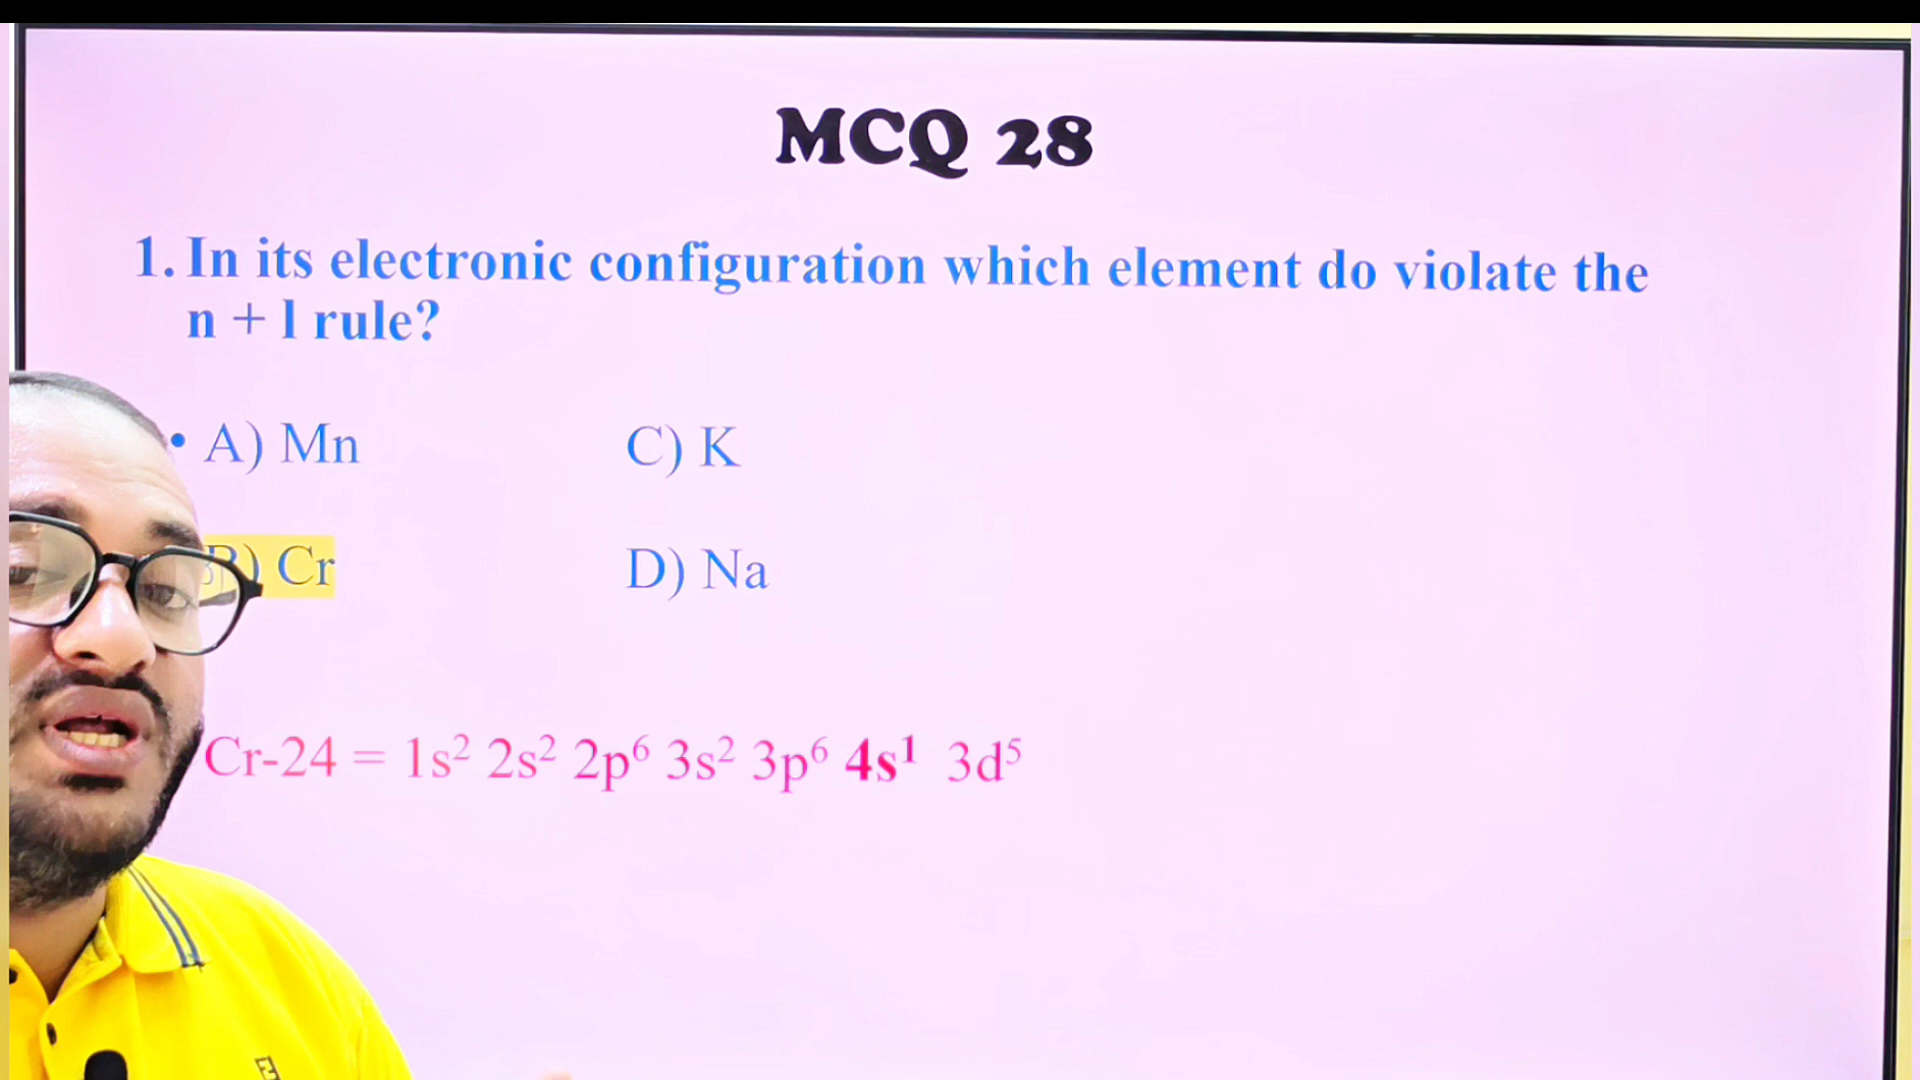 MCQ 28
1. In its electronic configuration which element do violate the
n + l rule?
• A) Mn
C) K
B) Cr
D) Na
Cr-24 = 1s² 2s² 2p⁶ 3s² 3p⁶ 4s¹ 3d⁵